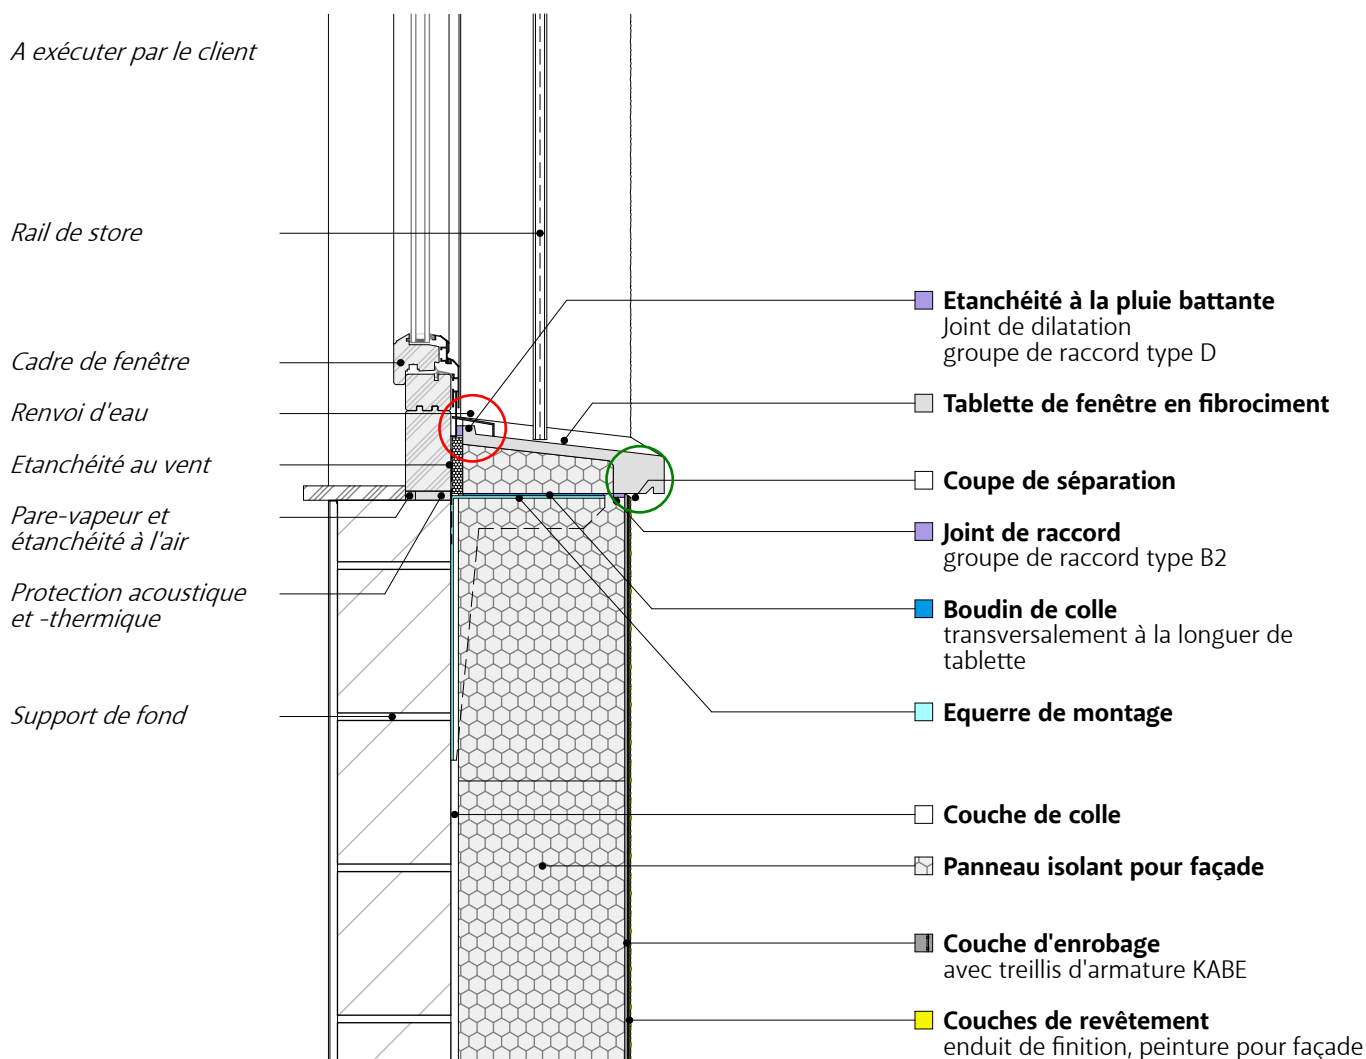 A exécuter par le client
Rail de store
Cadre de fenêtre
Renvoi d'eau
Etanchéité au vent
Pare-vapeur et
étanchéité à l'air
Protection acoustique
et -thermique
Support de fond
Etanchéité à la pluie battante
Joint de dilatation
groupe de raccord type D
Tablette de fenêtre en fibrociment
Coupe de séparation
Joint de raccord
groupe de raccord type B2
Boudin de colle
transversalement à la longuer de
tablette
Equerre de montage
Couche de colle
Panneau isolant pour façade
Couche d'enrobage
avec treillis d'armature KABE
Couches de revêtement
enduit de finition, peinture pour façade